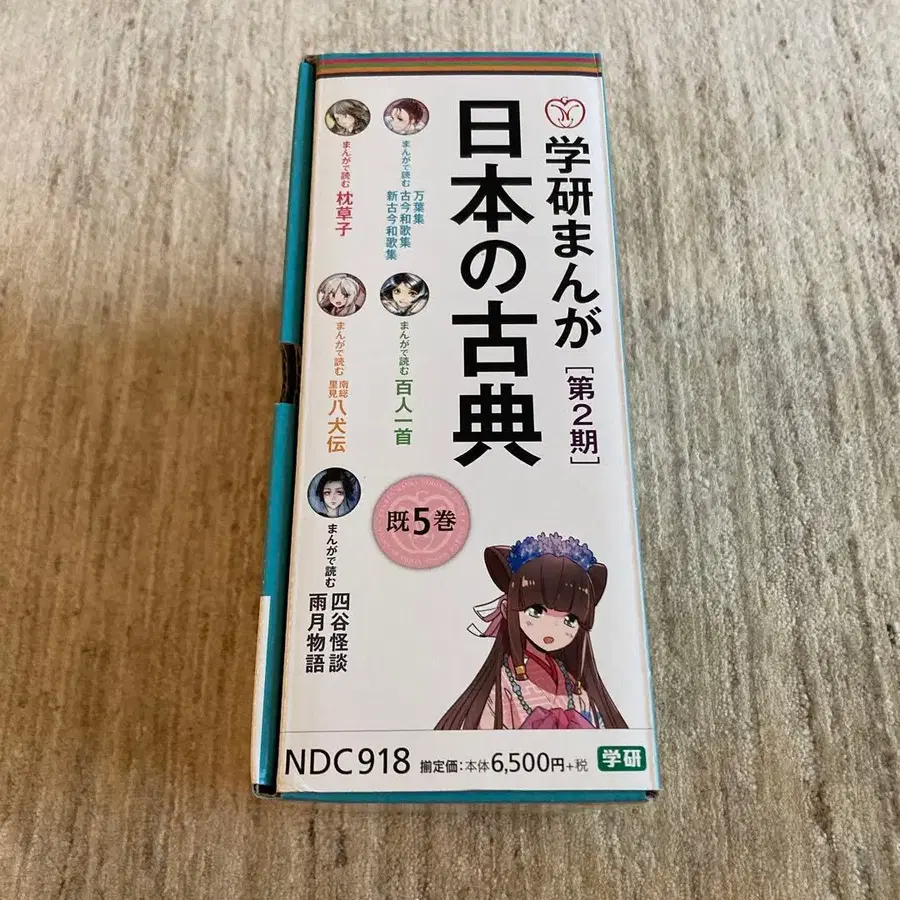 学研まんが
日本の古典
[第2期]
まんがで読む
万葉集
古今和歌集
新古今和歌集
まんがで読む 枕草子
まんがで読む 百人一首
まんがで読む 南総
里見 八犬伝
既5巻
まんがで読む
四谷怪談
雨月物語
NDC918 揃定価:本体6,500円+税 学研